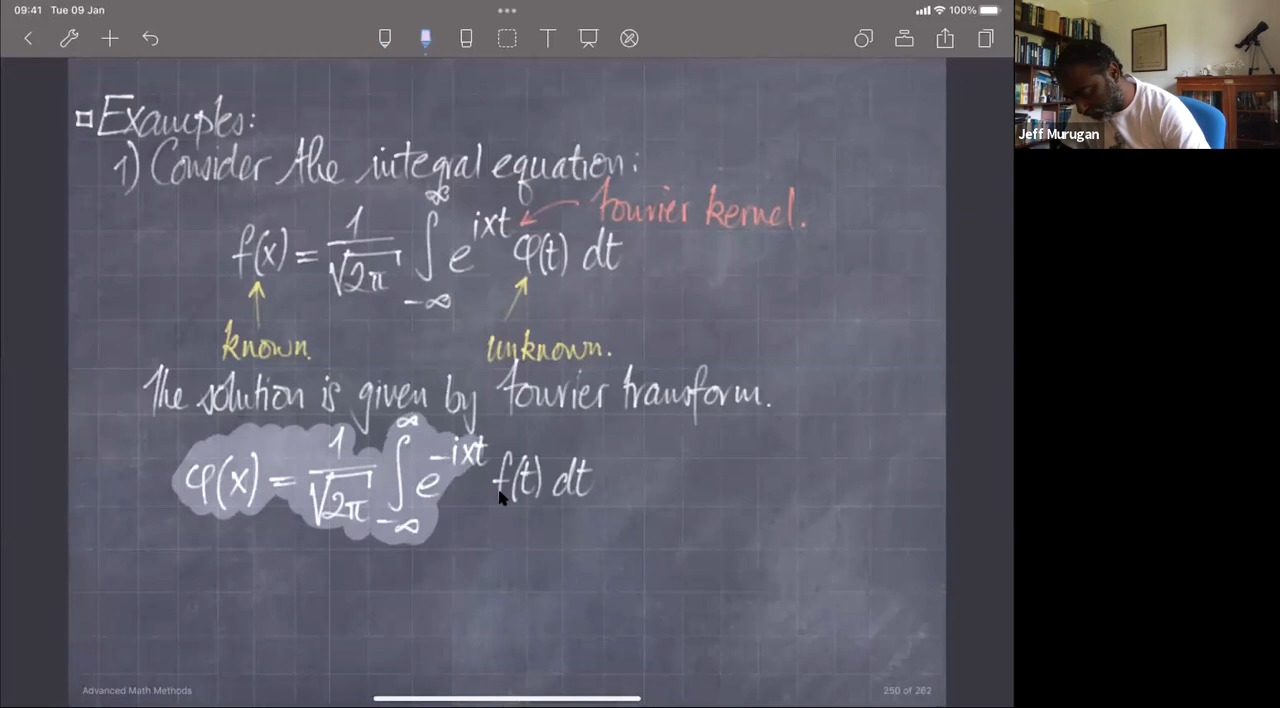 09:41 Tue 09 Jan
100%
Examples:
1) Consider the integral equation:
f(x) = 1/√2π ∫_{-∞}^{∞} e^{ixt} φ(t) dt
Fourier kernel.
known.
unknown.
The solution is given by Fourier transform.
φ(x) = 1/√2π ∫_{-∞}^{∞} e^{-ixt} f(t) dt
Advanced Math Methods
250 of 262
Jeff Murugan